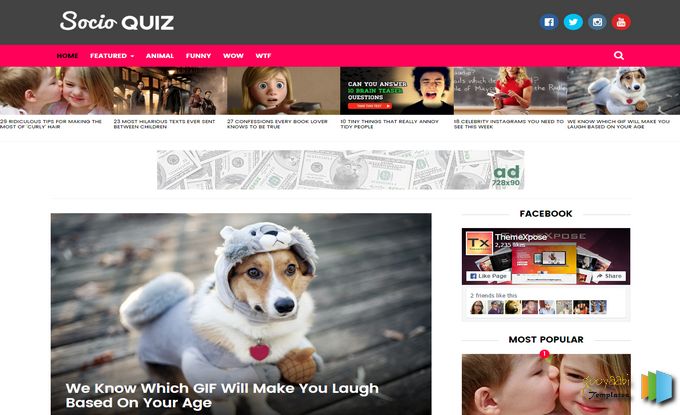 Socio QUIZ
HOME FEATURED ANIMAL FUNNY WOW WTF
CAN YOU ANSWER
10 BRAIN TEASER
QUESTIONS
29 RIDICULOUS TIPS FOR MAKING THE
MOST OF 'CURLY' HAIR
23 MOST HILARIOUS TEXTS EVER SENT
BETWEEN CHILDREN
27 CONFESSIONS EVERY BOOK LOVER
KNOWS TO BE TRUE
10 TINY THINGS THAT REALLY ANNOY
TIDY PEOPLE
18 CELEBRITY INSTAGRAMS YOU NEED TO
SEE THIS WEEK
WE KNOW WHICH GIF WILL MAKE YOU
LAUGH BASED ON YOUR AGE
ad
728x90
We Know Which GIF Will Make You Laugh
Based On Your Age
FACEBOOK
ThemeXpose
2,235 likes
Like Page
Share
2 friends like this
MOST POPULAR
1
Templates